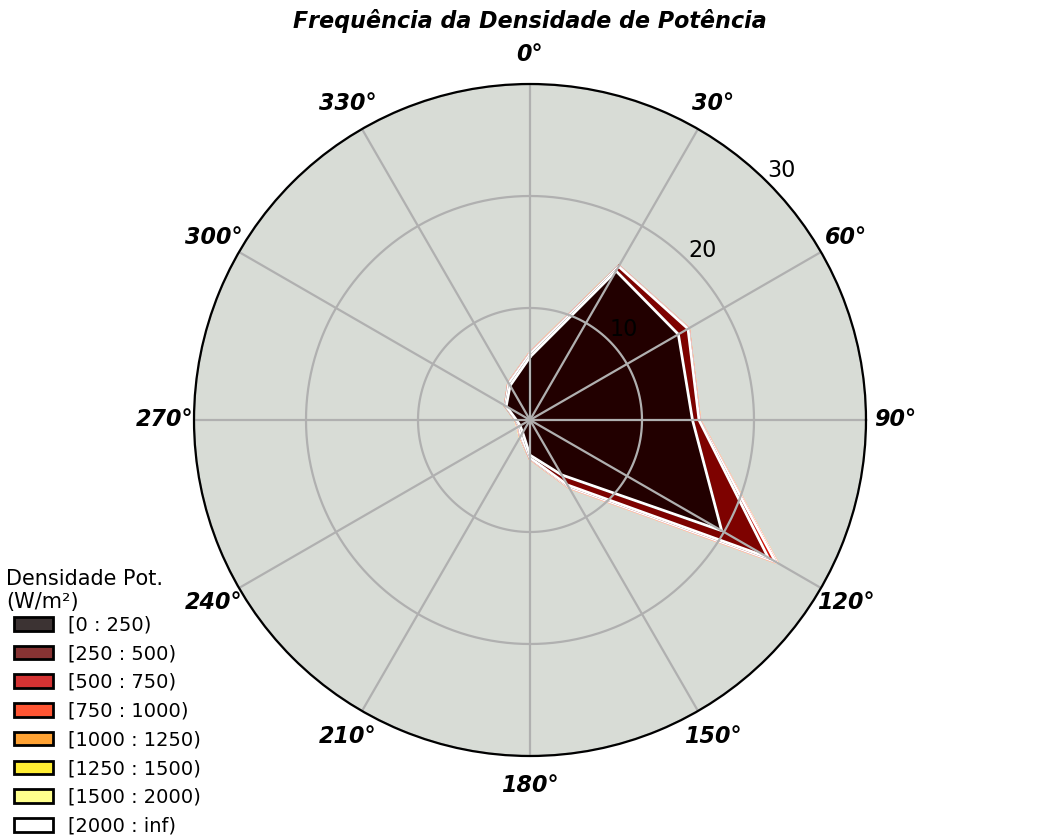 Frequência da Densidade de Potência
0°
330°
30°
30
300°
60°
20
10
270°
90°
240°
120°
210°
150°
180°
Densidade Pot.
(W/m²)
[0 : 250)
[250 : 500)
[500 : 750)
[750 : 1000)
[1000 : 1250)
[1250 : 1500)
[1500 : 2000)
[2000 : inf)